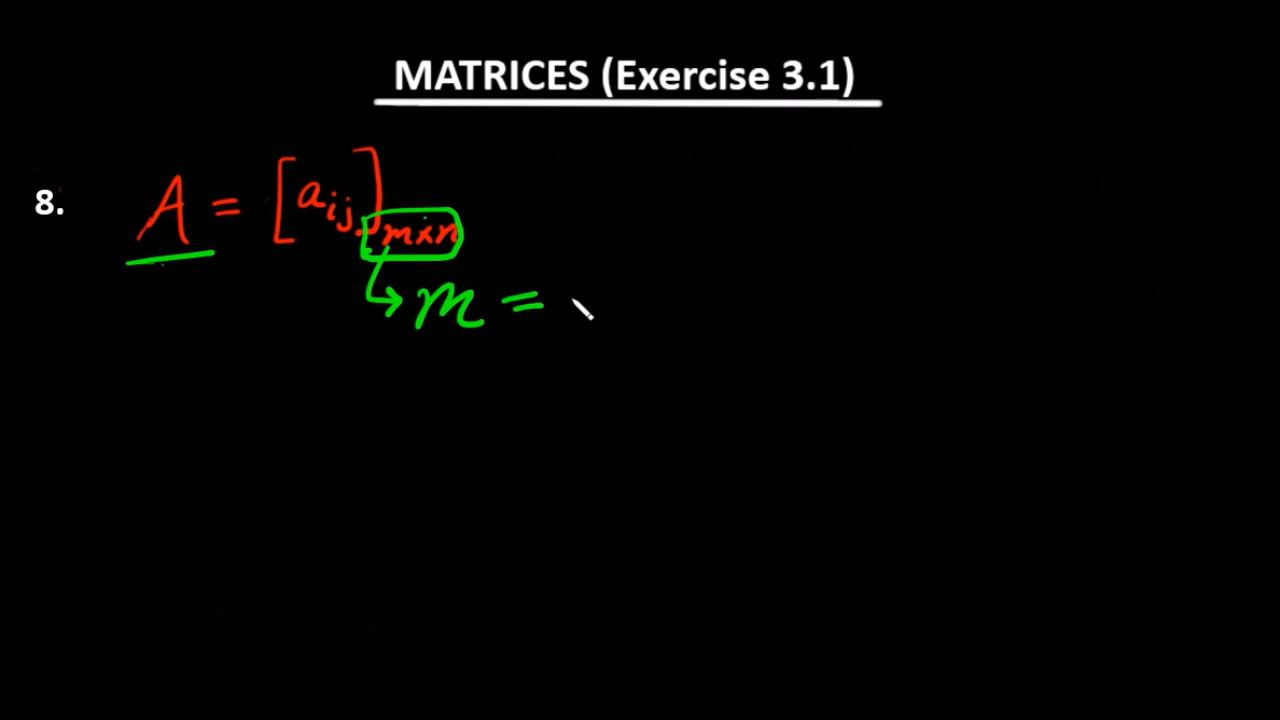 MATRICES (Exercise 3.1)
8. A = [aij]m×n
m =